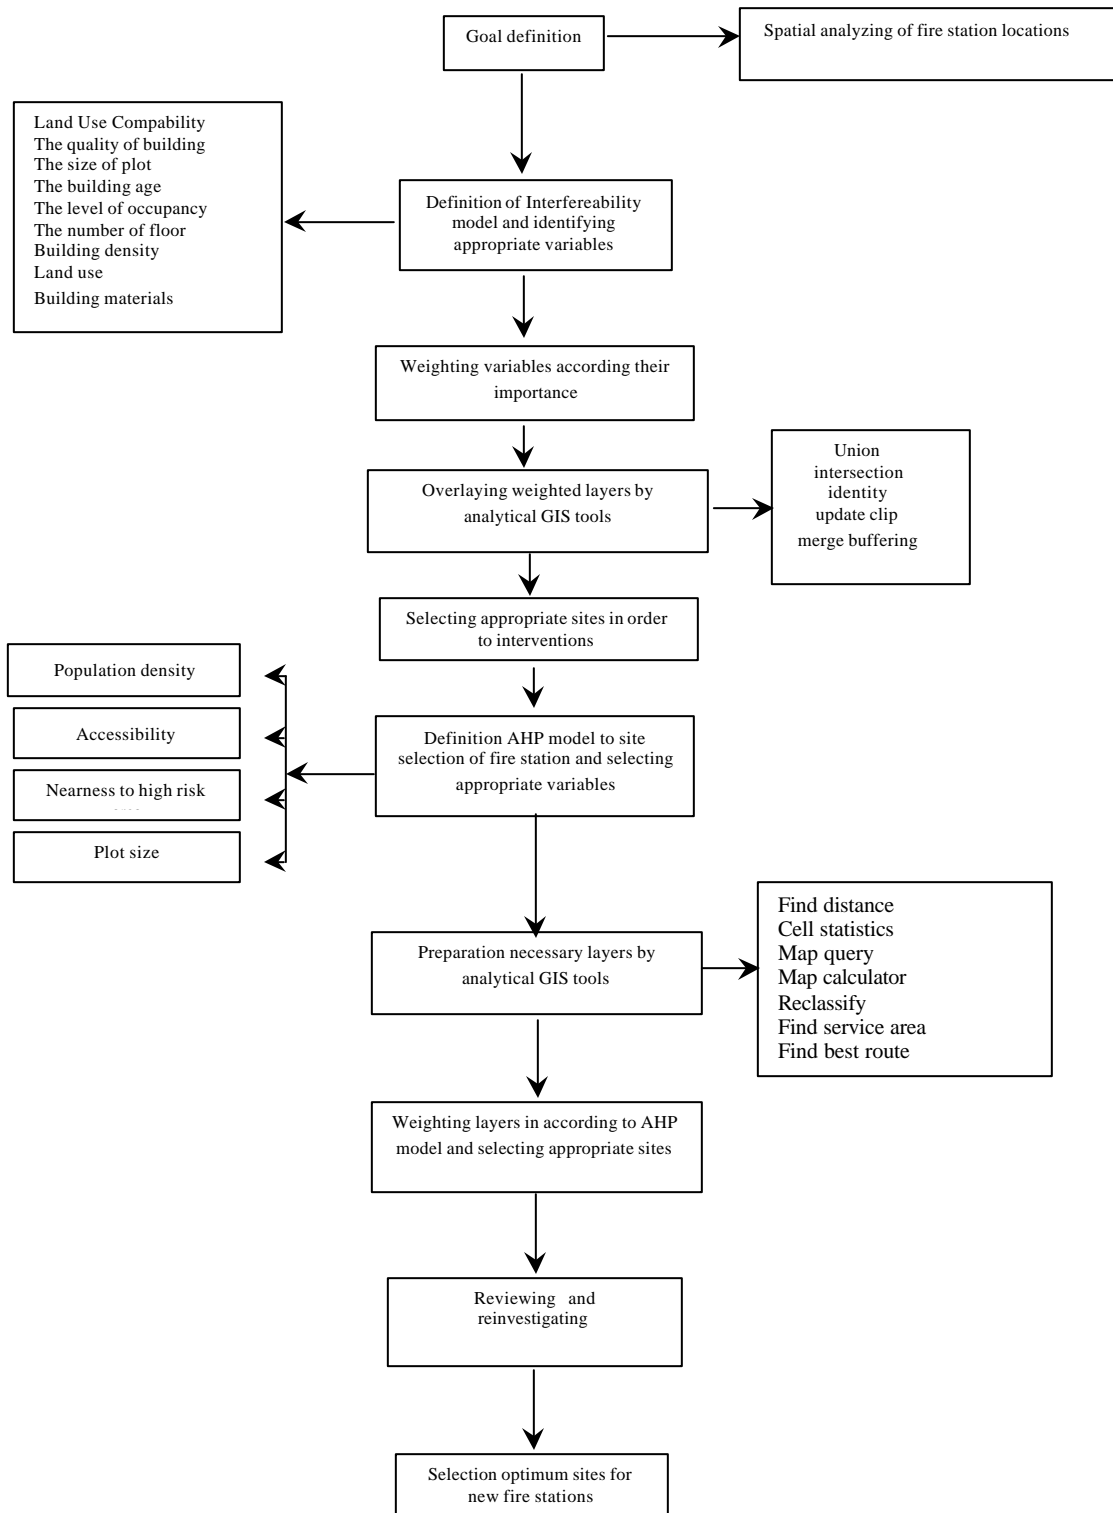 Goal definition
Spatial analyzing of fire station locations
Land Use Compability
The quality of building
The size of plot
The building age
The level of occupancy
The number of floor
Building density
Land use
Building materials
Definition of Interfereability
model and identifying
appropriate variables
Weighting variables according their
importance
Overlaying weighted layers by
analytical GIS tools
Union
intersection
identity
update clip
merge buffering
Selecting appropriate sites in order
to interventions
Population density
Accessibility
Nearness to high risk
Plot size
Definition AHP model to site
selection of fire station and selecting
appropriate variables
Preparation necessary layers by
analytical GIS tools
Find distance
Cell statistics
Map query
Map calculator
Reclassify
Find service area
Find best route
Weighting layers in according to AHP
model and selecting appropriate sites
Reviewing and
reinvestigating
Selection optimum sites for
new fire stations